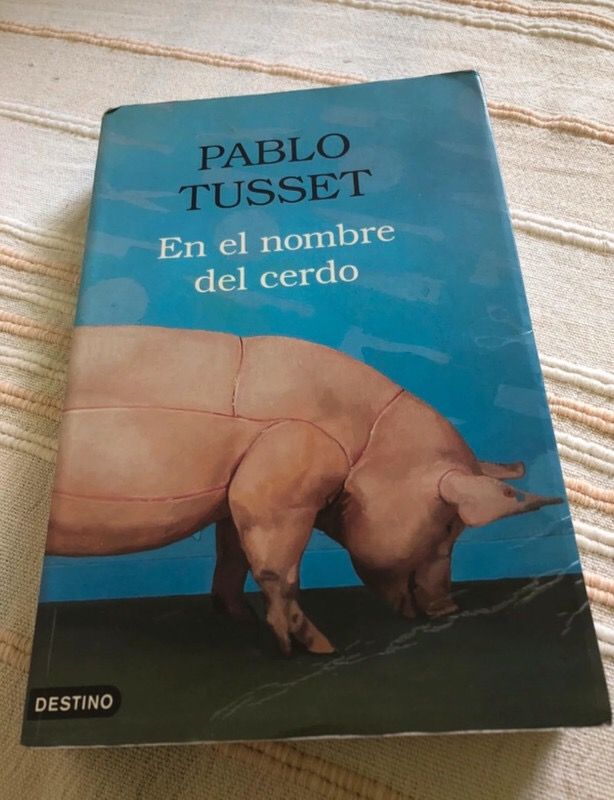 PABLO
TUSSET
En el nombre
del cerdo
DESTINO